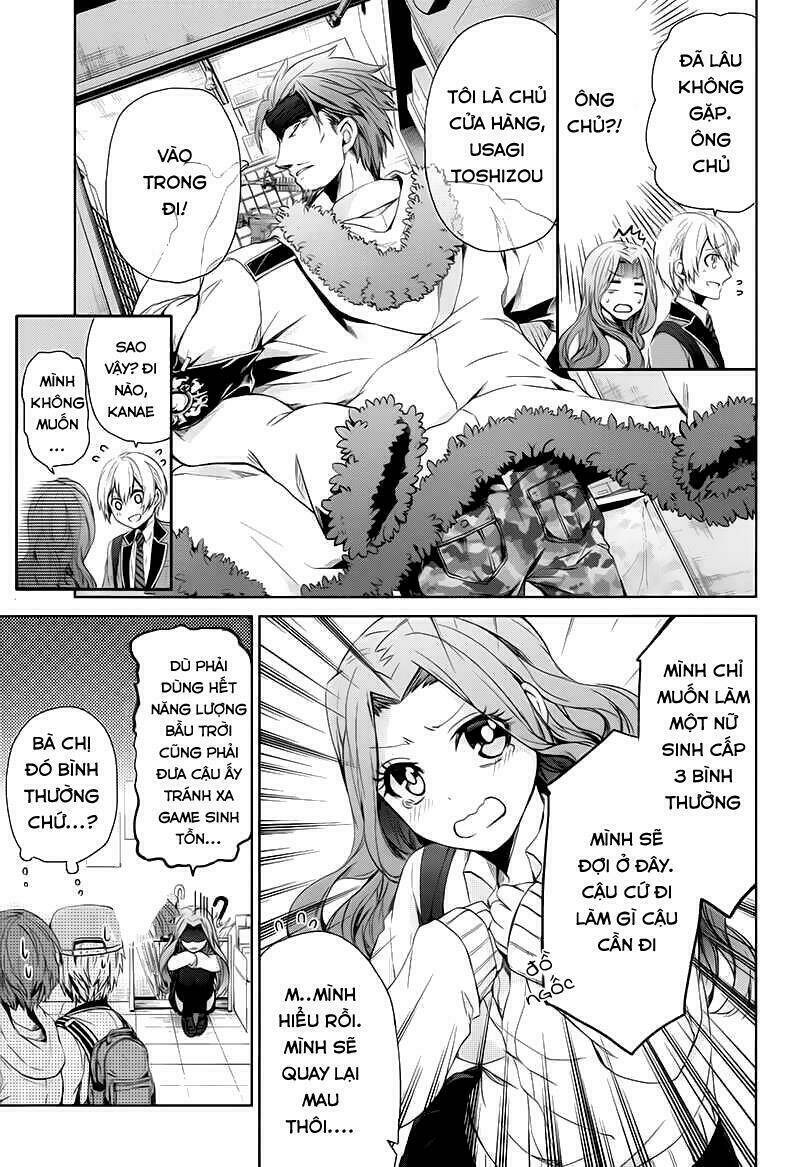 ĐÃ LÂU
KHÔNG
GẶP.
ÔNG
CHỦ
ÔNG
CHỦ?!
TÔI LÀ CHỦ
CỬA HÀNG,
USAGI
TOSHIZOU
VÀO
TRONG
ĐI!
SAO
VẬY? ĐI
NÀO,
KANAE
MÌNH
KHÔNG
MUỐN
...
MÌNH CHỈ
MUỐN LÀM
MỘT NỮ
SINH CẤP
3 BÌNH
THƯỜNG
MÌNH SẼ
ĐỢI Ở ĐÂY.
CẬU CỨ ĐI
LÀM GÌ CẬU
CẦN ĐI
đồ
ngốc
M..MÌNH
HIỂU RỒI.
MÌNH SẼ
QUAY LẠI
MAU
THÔI....
DÙ PHẢI
DÙNG HẾT
NĂNG LƯỢNG
BẦU TRỜI
CŨNG PHẢI
ĐƯA CẬU ẤY
TRÁNH XA
GAME SINH
TỒN...
BÀ CHỊ
ĐÓ BÌNH
THƯỜNG
CHỨ...?